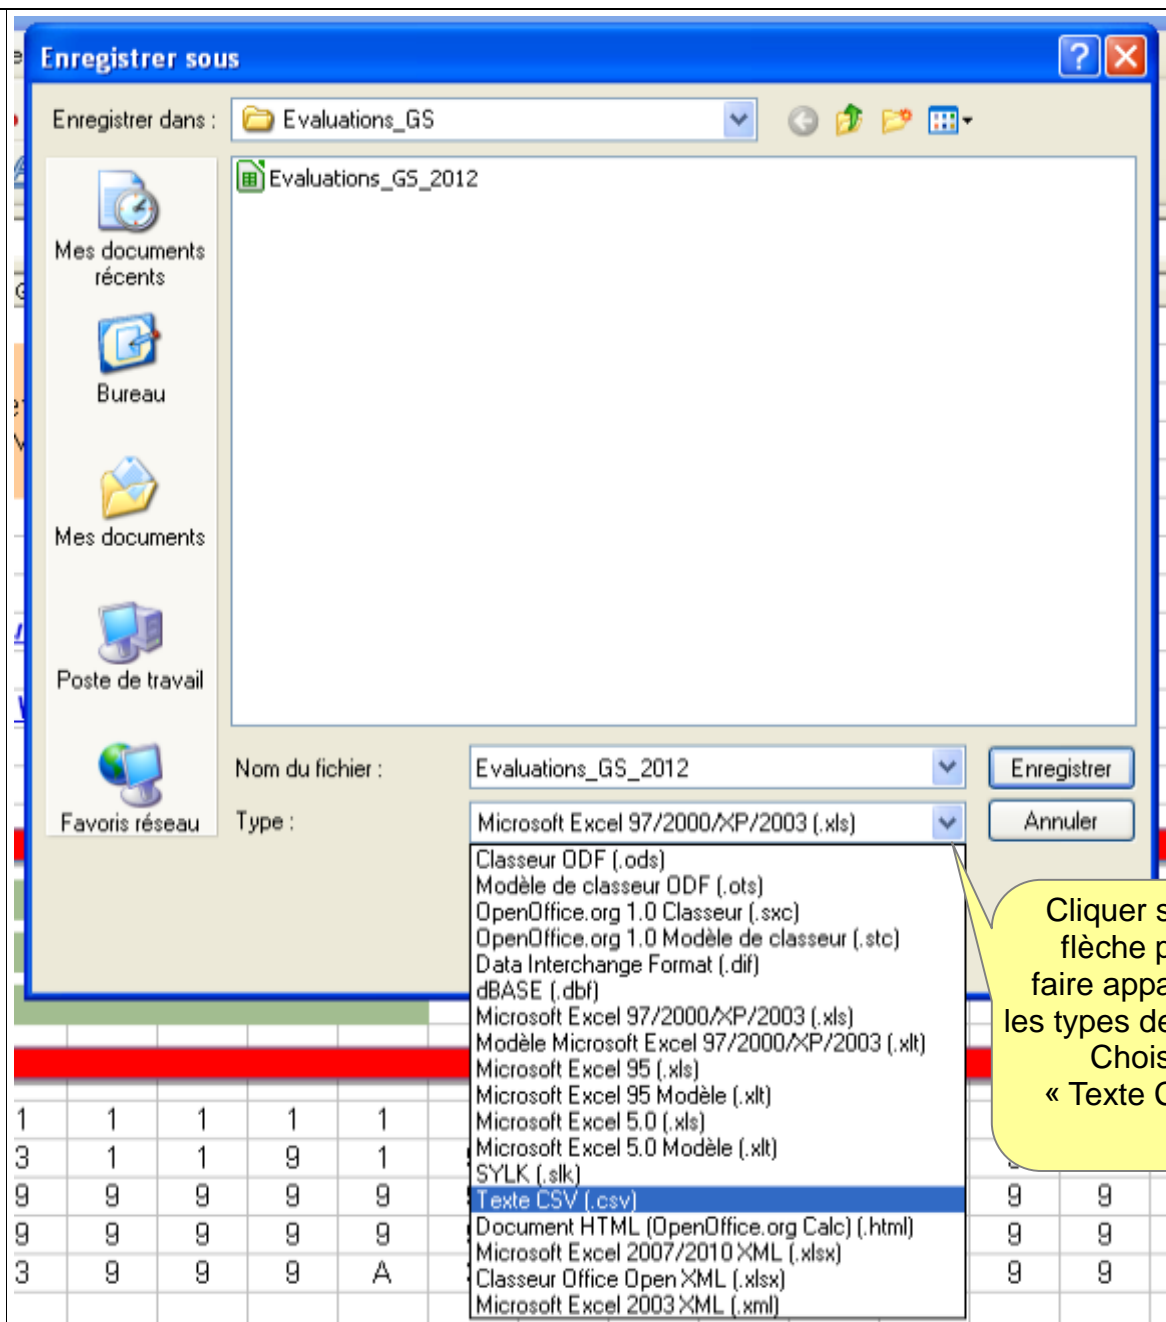 Enregistrer sous
Enregistrer dans :
Evaluations_GS
Evaluations_GS_2012
Mes documents
récents
Bureau
Mes documents
Poste de travail
Favoris réseau
Nom du fichier :
Evaluations_GS_2012
Enregistrer
Type :
Microsoft Excel 97/2000/XP/2003 (.xls)
Annuler
Classeur ODF (.ods)
Modèle de classeur ODF (.ots)
OpenOffice.org 1.0 Classeur (.sxc)
OpenOffice.org 1.0 Modèle de classeur (.stc)
Data Interchange Format (.dif)
dBASE (.dbf)
Microsoft Excel 97/2000/XP/2003 (.xls)
Modèle Microsoft Excel 97/2000/XP/2003 (.xlt)
Microsoft Excel 95 (.xls)
Microsoft Excel 95 Modèle (.xlt)
Microsoft Excel 5.0 (.xls)
Microsoft Excel 5.0 Modèle (.xlt)
SYLK (.slk)
Texte CSV (.csv)
Document HTML (OpenOffice.org Calc) (.html)
Microsoft Excel 2007/2010 XML (.xlsx)
Classeur Office Open XML (.xlsx)
Microsoft Excel 2003 XML (.xml)
Cliquer
flèche
faire
les types de
« Texte
1 1 1 1 1
3 1 1 9 1
9 9 9 9 9 9 9
9 9 9 9 9 9 9
3 9 9 9 A 9 9